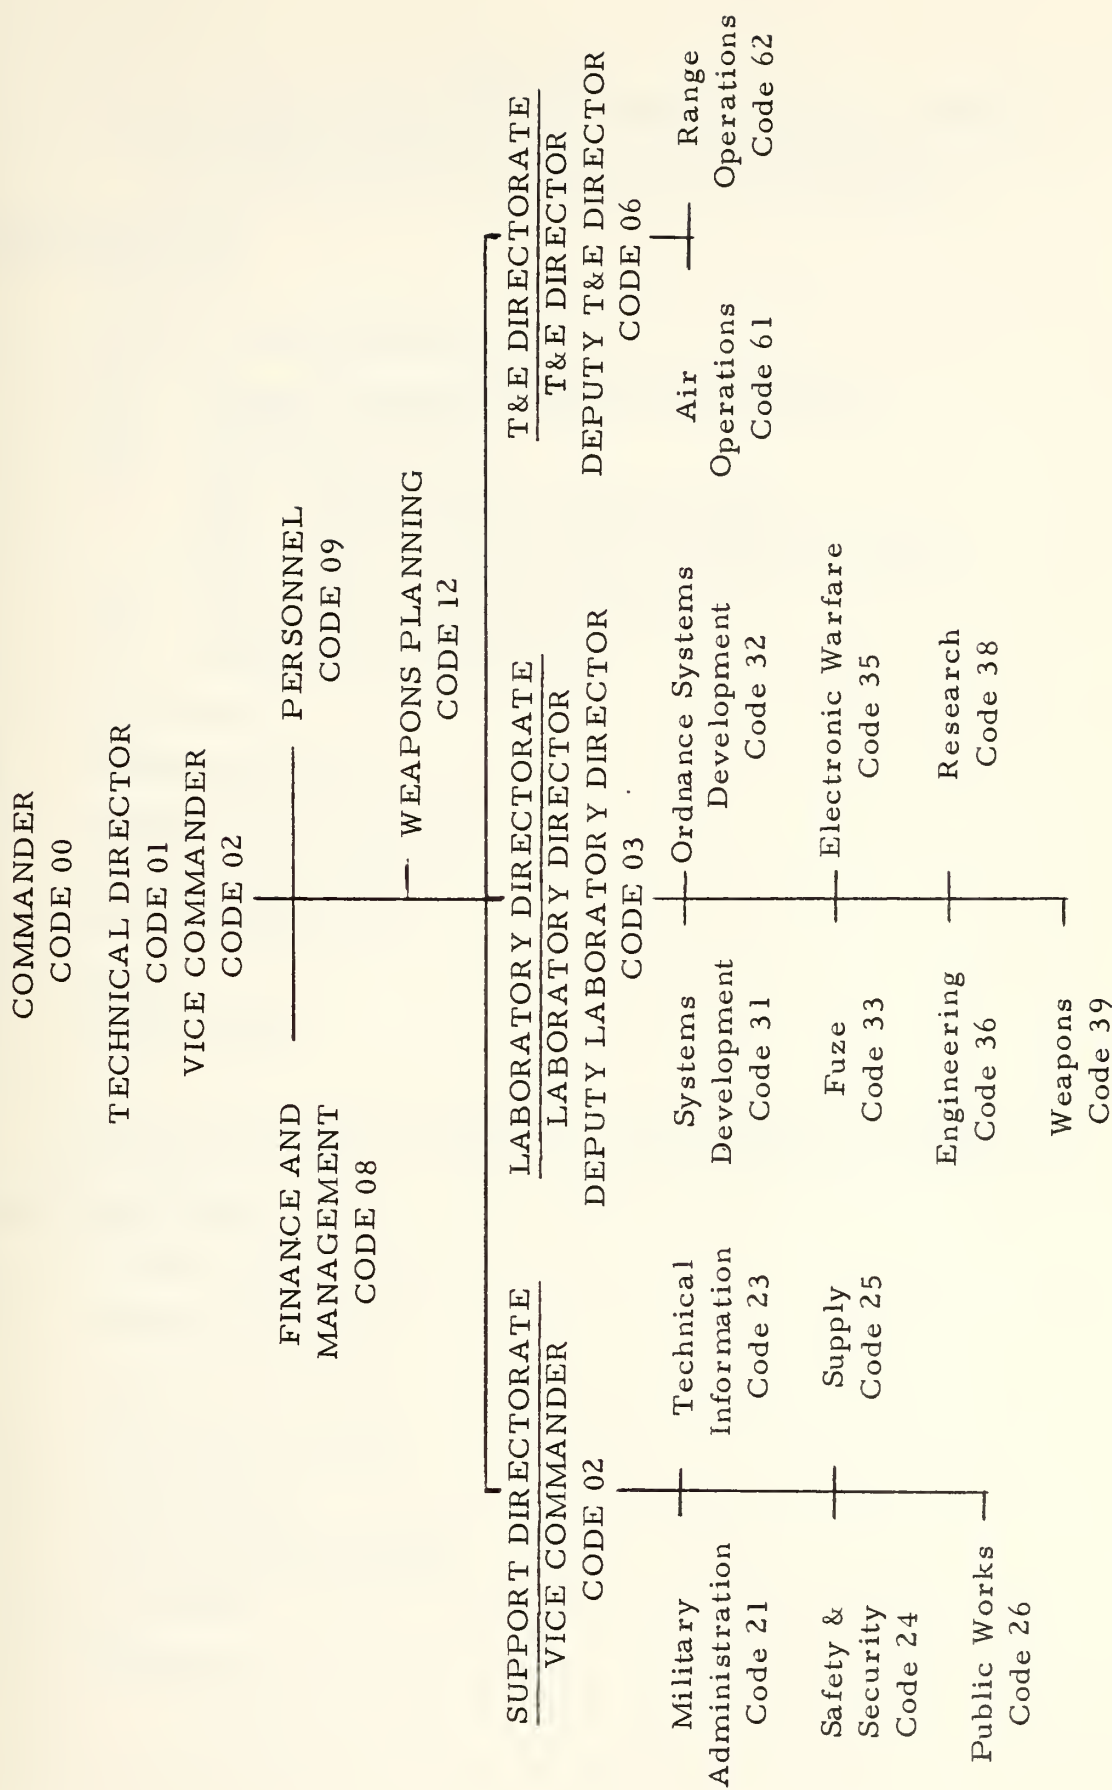 COMMANDER
CODE 00
TECHNICAL DIRECTOR
CODE 01
VICE COMMANDER
CODE 02
FINANCE AND
MANAGEMENT
CODE 08
PERSONNEL
CODE 09
WEAPONS PLANNING
CODE 12
SUPPORT DIRECTORATE
VICE COMMANDER
CODE 02
Military
Administration
Code 21
Technical
Information
Code 23
Safety &
Security
Code 24
Supply
Code 25
Public Works
Code 26
LABORATORY DIRECTORATE
LABORATORY DIRECTOR
DEPUTY LABORATORY DIRECTOR
CODE 03
Systems
Development
Code 31
Ordnance Systems
Development
Code 32
Fuze
Code 33
Electronic Warfare
Code 35
Engineering
Code 36
Research
Code 38
Weapons
Code 39
T&E DIRECTORATE
T&E DIRECTOR
DEPUTY T&E DIRECTOR
CODE 06
Air
Operations
Code 61
Range
Operations
Code 62